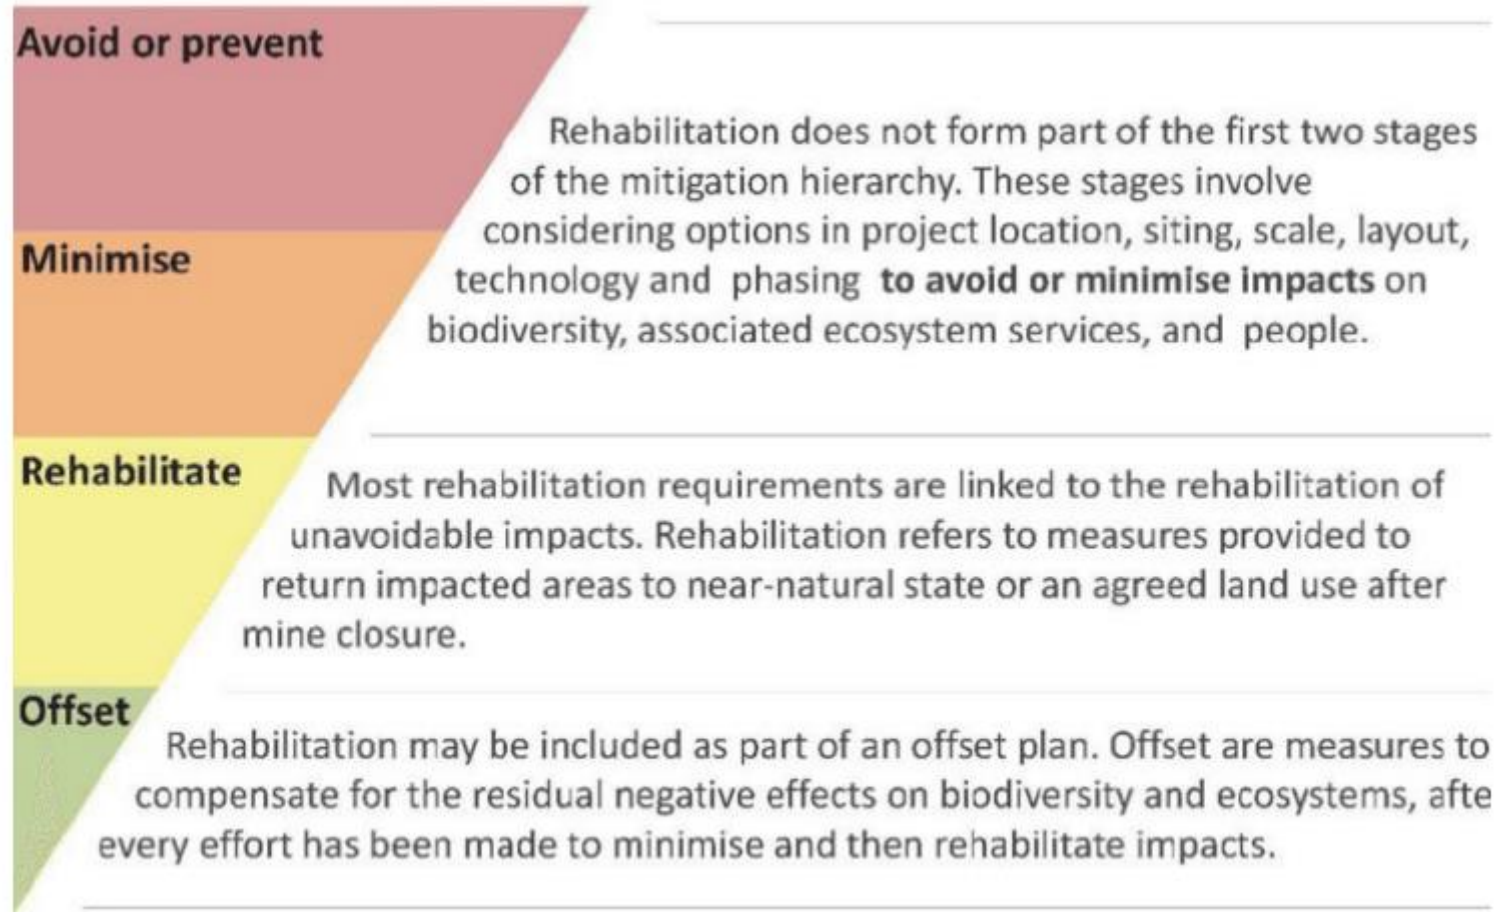 Avoid or prevent
Rehabilitation does not form part of the first two stages
of the mitigation hierarchy. These stages involve
considering options in project location, siting, scale, layout,
Minimise
technology and phasing to avoid or minimise impacts on
biodiversity, associated ecosystem services, and people.
Rehabilitate
Most rehabilitation requirements are linked to the rehabilitation of
unavoidable impacts. Rehabilitation refers to measures provided to
return impacted areas to near-natural state or an agreed land use after
mine closure.
Offset
Rehabilitation may be included as part of an offset plan. Offset are measures to
compensate for the residual negative effects on biodiversity and ecosystems, afte
every effort has been made to minimise and then rehabilitate impacts.